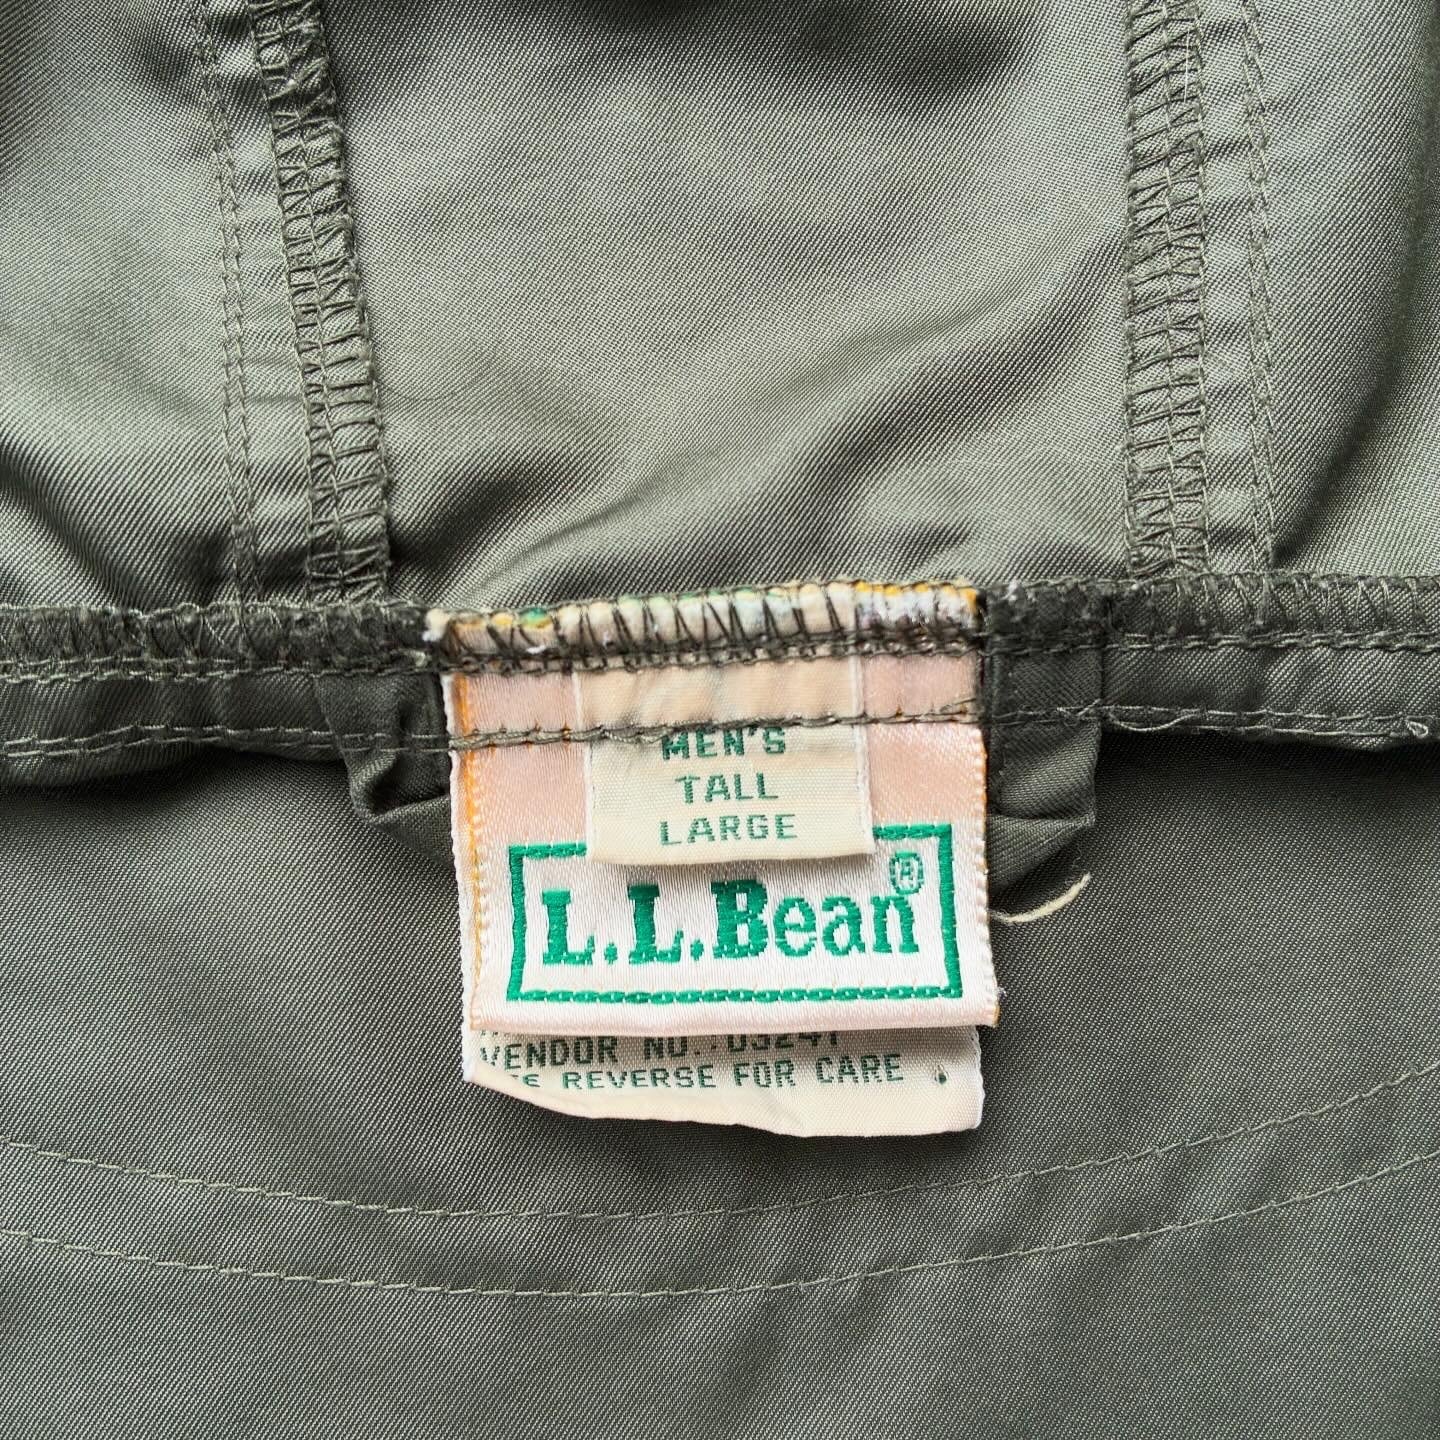 MEN'S
TALL
LARGE
L.L.Bean®
VENDOR NO.:
REVERSE FOR CARE